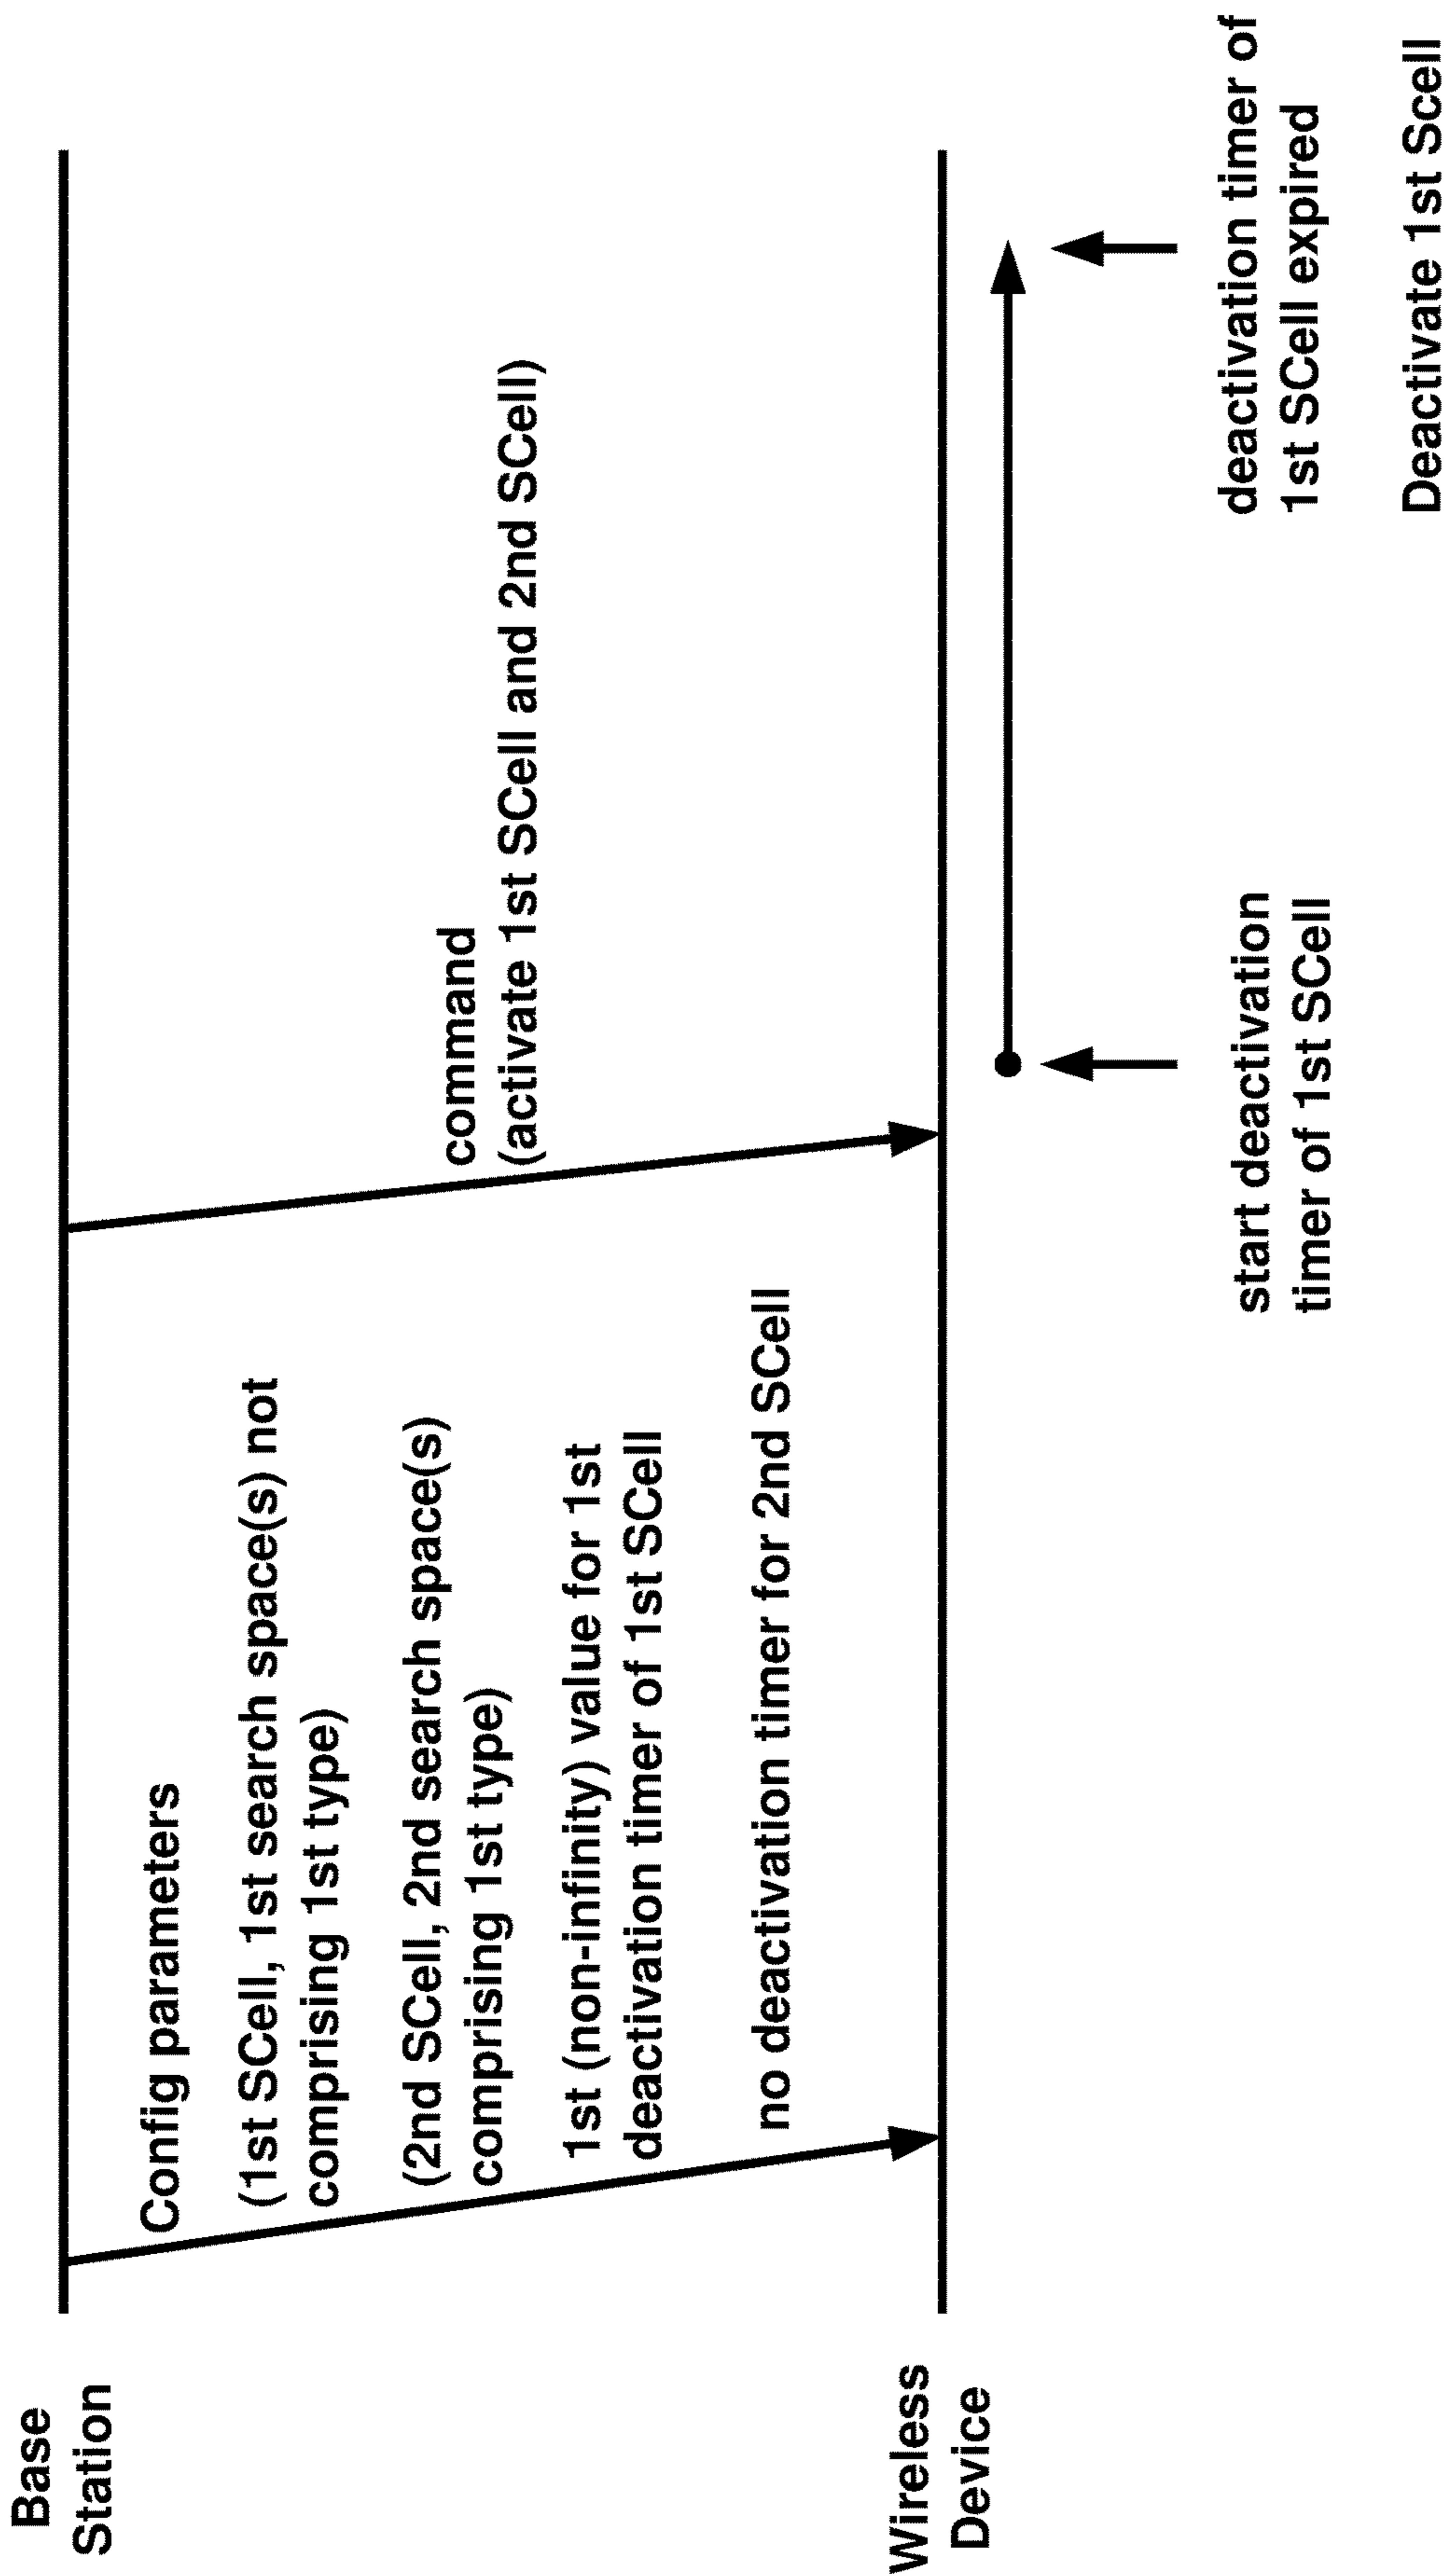 Base
Station
Config parameters
(1st SCell, 1st search space(s) not
comprising 1st type)
(2nd SCell, 2nd search space(s)
comprising 1st type)
1st (non-infinity) value for 1st
deactivation timer of 1st SCell
no deactivation timer for 2nd SCell
command
(activate 1st SCell and 2nd SCell)
Wireless
Device
start deactivation
timer of 1st SCell
deactivation timer of
1st SCell expired
Deactivate 1st Scell